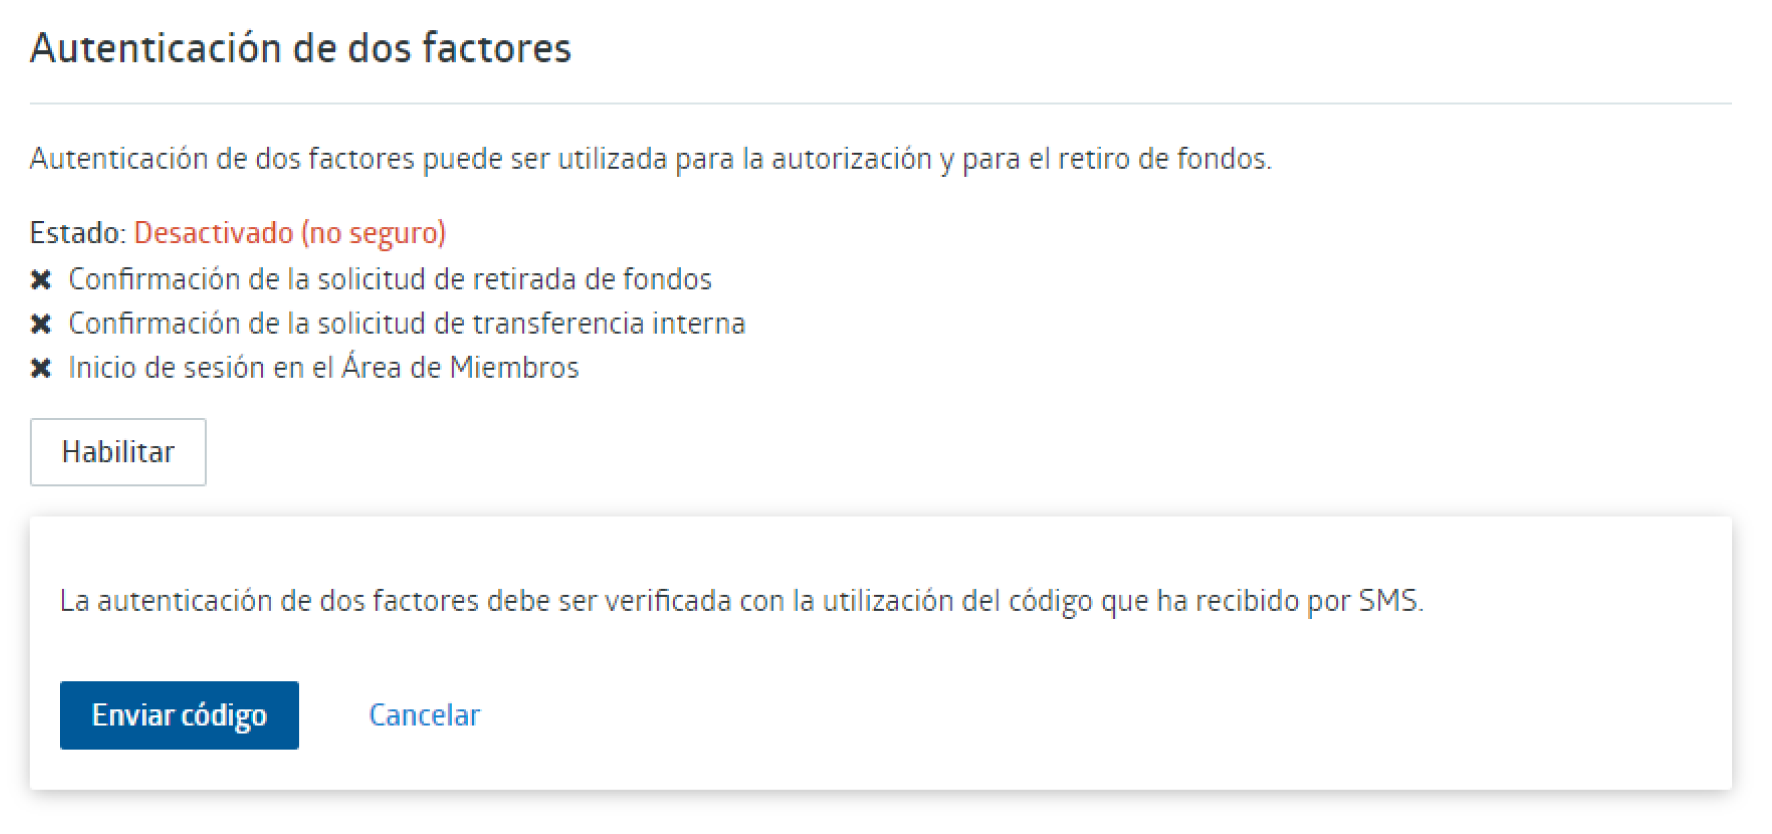 Autenticación de dos factores
Autenticación de dos factores puede ser utilizada para la autorización y para el retiro de fondos.
Estado: Desactivado (no seguro)
✖ Confirmación de la solicitud de retirada de fondos
✖ Confirmación de la solicitud de transferencia interna
✖ Inicio de sesión en el Área de Miembros
Habilitar
La autenticación de dos factores debe ser verificada con la utilización del código que ha recibido por SMS.
Enviar código Cancelar